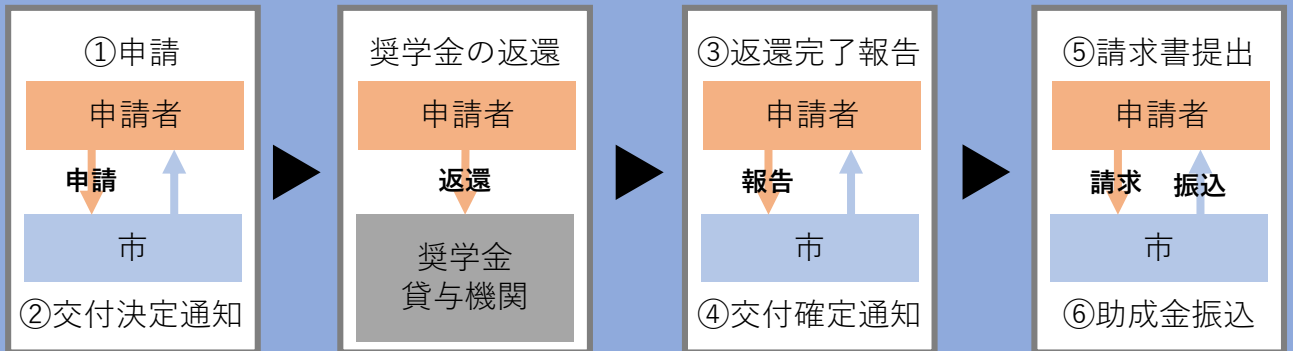 ①申請
申請者
申請
市
②交付決定通知
奨学金の返還
申請者
返還
奨学金
貸与機関
③返還完了報告
申請者
報告
市
④交付確定通知
⑤請求書提出
申請者
請求 振込
市
⑥助成金振込